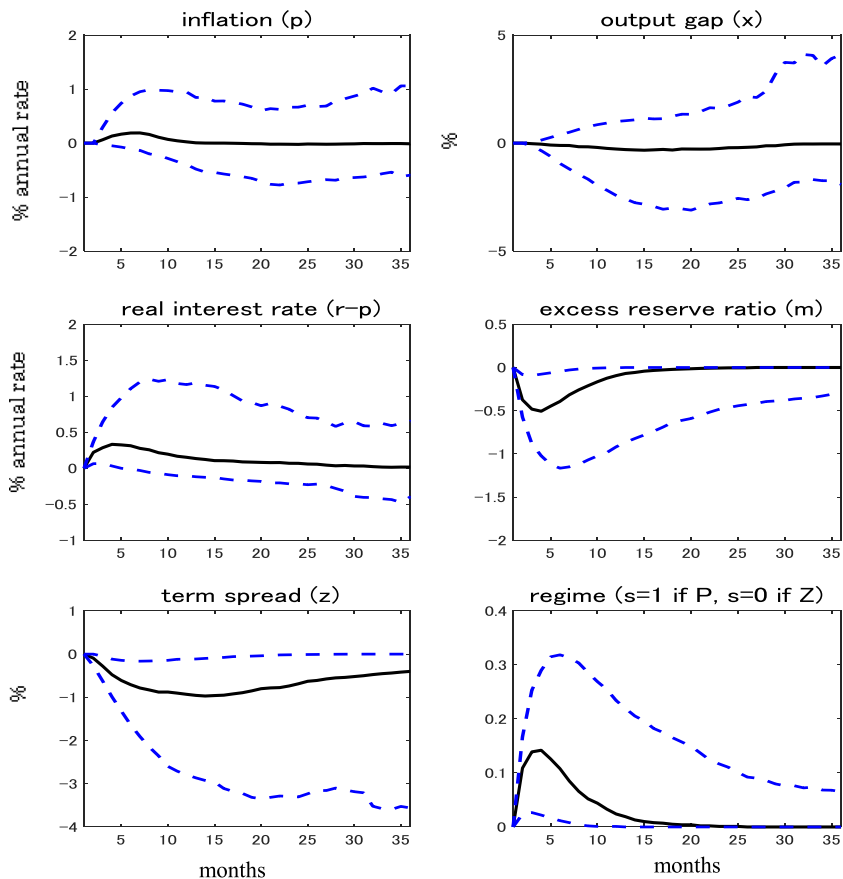 inflation (p)
output gap (x)
2
1
0
−1
−2
% annual rate
5 10 15 20 25 30 35
5
0
−5
%
5 10 15 20 25 30 35
real interest rate (r−p)
excess reserve ratio (m)
2
1.5
1
0.5
0
−0.5
−1
% annual rate
5 10 15 20 25 30 35
0.5
0
−0.5
−1
−1.5
−2
5 10 15 20 25 30 35
term spread (z)
regime (s=1 if P, s=0 if Z)
1
0
−1
−2
−3
−4
%
5 10 15 20 25 30 35
months
0.4
0.3
0.2
0.1
0
5 10 15 20 25 30 35
months